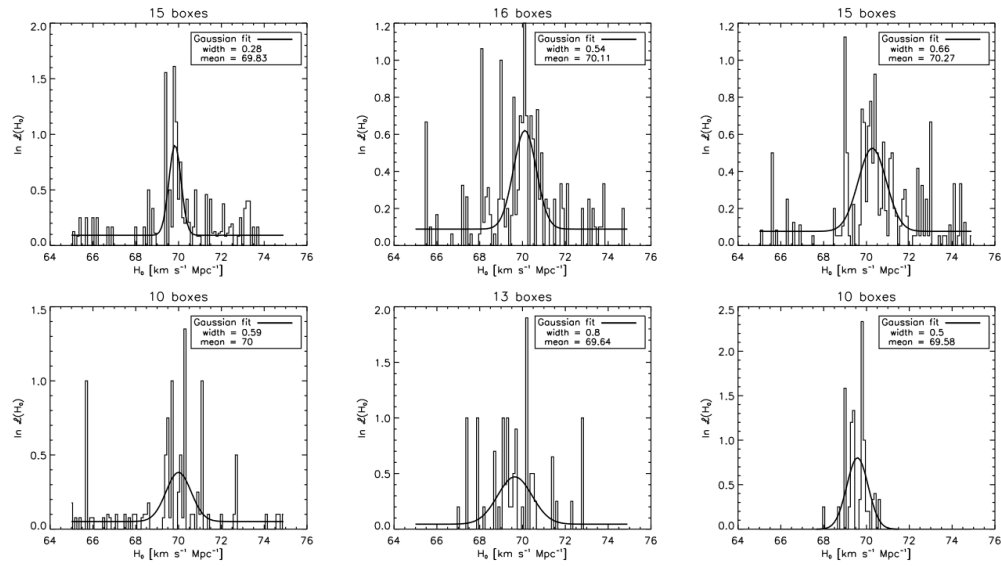 15 boxes
Gaussian fit
width = 0.28
mean = 69.83
2.0
1.5
1.0
0.5
0.0
ln ℒ(H₀)
64 66 68 70 72 74 76
H₀ [km s⁻¹ Mpc⁻¹]
16 boxes
Gaussian fit
width = 0.54
mean = 70.11
1.2
1.0
0.8
0.6
0.4
0.2
0.0
ln ℒ(H₀)
64 66 68 70 72 74 76
H₀ [km s⁻¹ Mpc⁻¹]
15 boxes
Gaussian fit
width = 0.66
mean = 70.27
1.2
1.0
0.8
0.6
0.4
0.2
0.0
ln ℒ(H₀)
64 66 68 70 72 74 76
H₀ [km s⁻¹ Mpc⁻¹]
10 boxes
Gaussian fit
width = 0.59
mean = 70
1.5
1.0
0.5
0.0
ln ℒ(H₀)
64 66 68 70 72 74 76
H₀ [km s⁻¹ Mpc⁻¹]
13 boxes
Gaussian fit
width = 0.8
mean = 69.64
2.0
1.5
1.0
0.5
0.0
ln ℒ(H₀)
64 66 68 70 72 74 76
H₀ [km s⁻¹ Mpc⁻¹]
10 boxes
Gaussian fit
width = 0.5
mean = 69.58
2.5
2.0
1.5
1.0
0.5
0.0
ln ℒ(H₀)
64 66 68 70 72 74 76
H₀ [km s⁻¹ Mpc⁻¹]